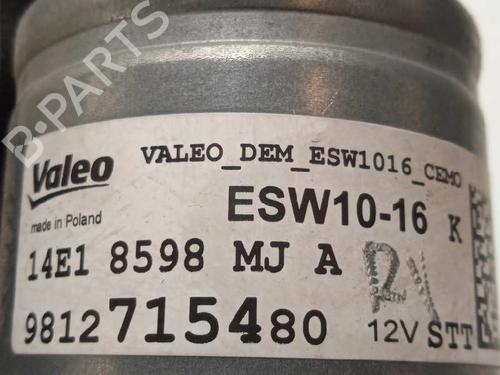 B-PARTS
Valeo
VALEO_DEM_ESW1016_CEMO
made in Poland
ESW10-16 K
14E1 8598 MJ A
9812715480
12V STT